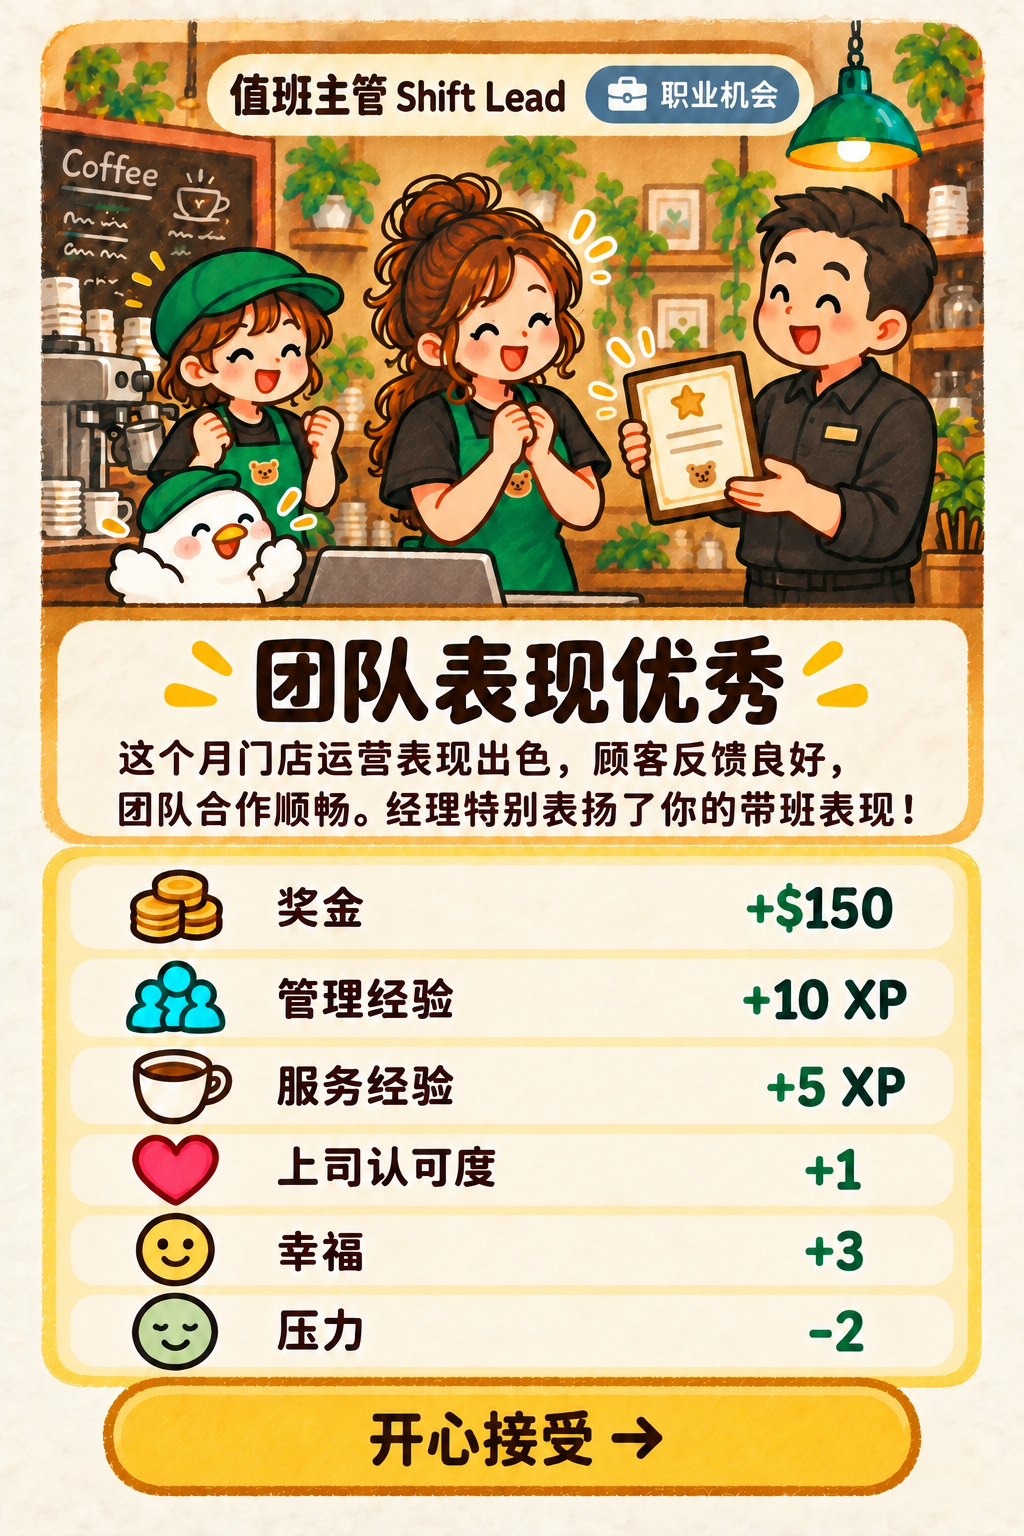 值班主管 Shift Lead
职业机会
Coffee
团队表现优秀
这个月门店运营表现出色，顾客反馈良好，
团队合作顺畅。经理特别表扬了你的带班表现！
奖金 +$150
管理经验 +10 XP
服务经验 +5 XP
上司认可度 +1
幸福 +3
压力 -2
开心接受 →